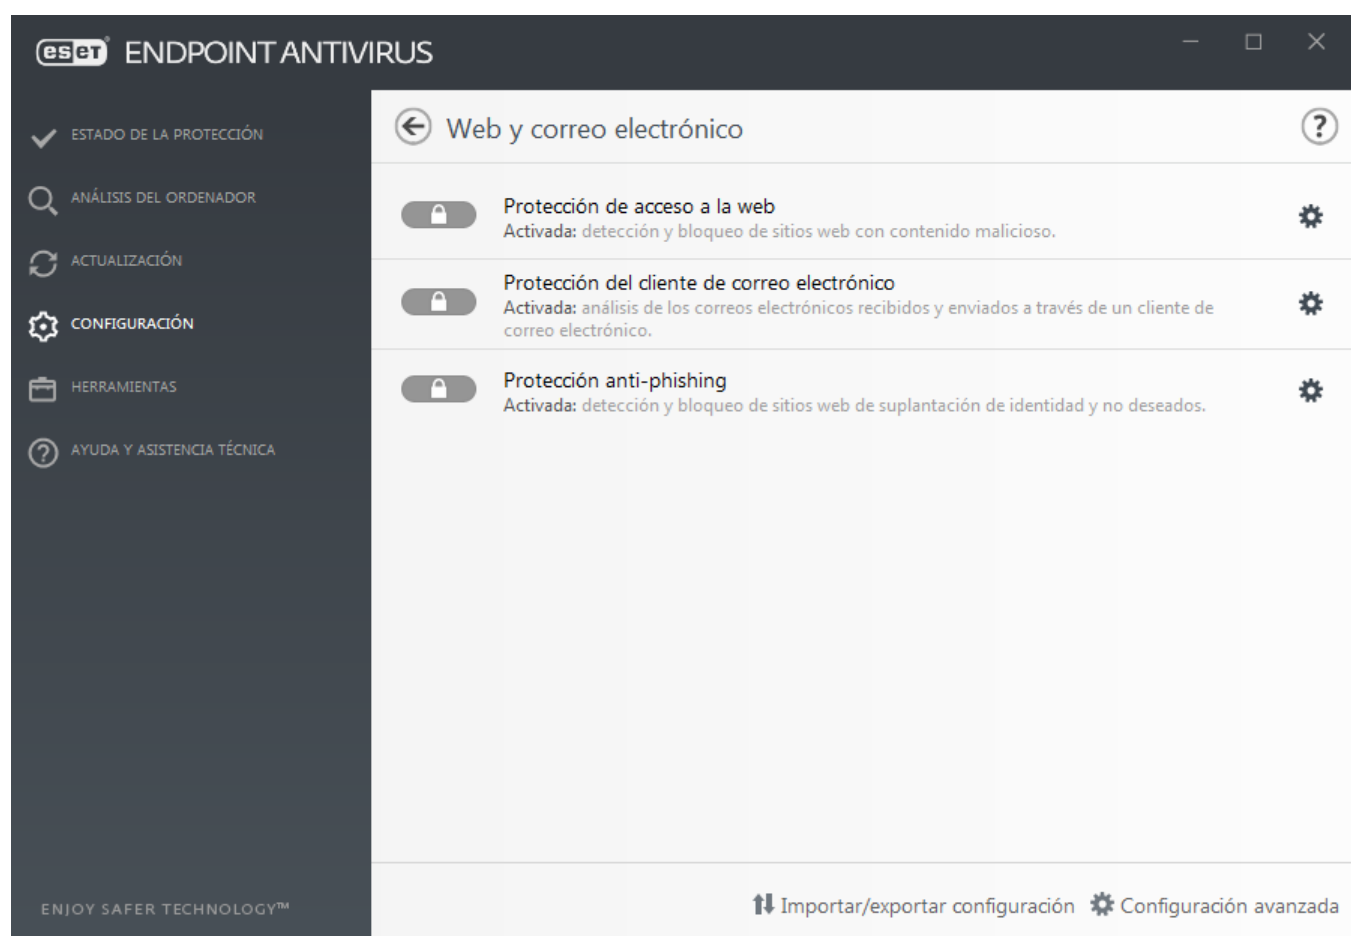 eset ENDPOINT ANTIVIRUS
ESTADO DE LA PROTECCIÓN
ANÁLISIS DEL ORDENADOR
ACTUALIZACIÓN
CONFIGURACIÓN
HERRAMIENTAS
AYUDA Y ASISTENCIA TÉCNICA
ENJOY SAFER TECHNOLOGY™
Web y correo electrónico
?
Protección de acceso a la web
Activada: detección y bloqueo de sitios web con contenido malicioso.
Protección del cliente de correo electrónico
Activada: análisis de los correos electrónicos recibidos y enviados a través de un cliente de
correo electrónico.
Protección anti-phishing
Activada: detección y bloqueo de sitios web de suplantación de identidad y no deseados.
Importar/exportar configuración Configuración avanzada